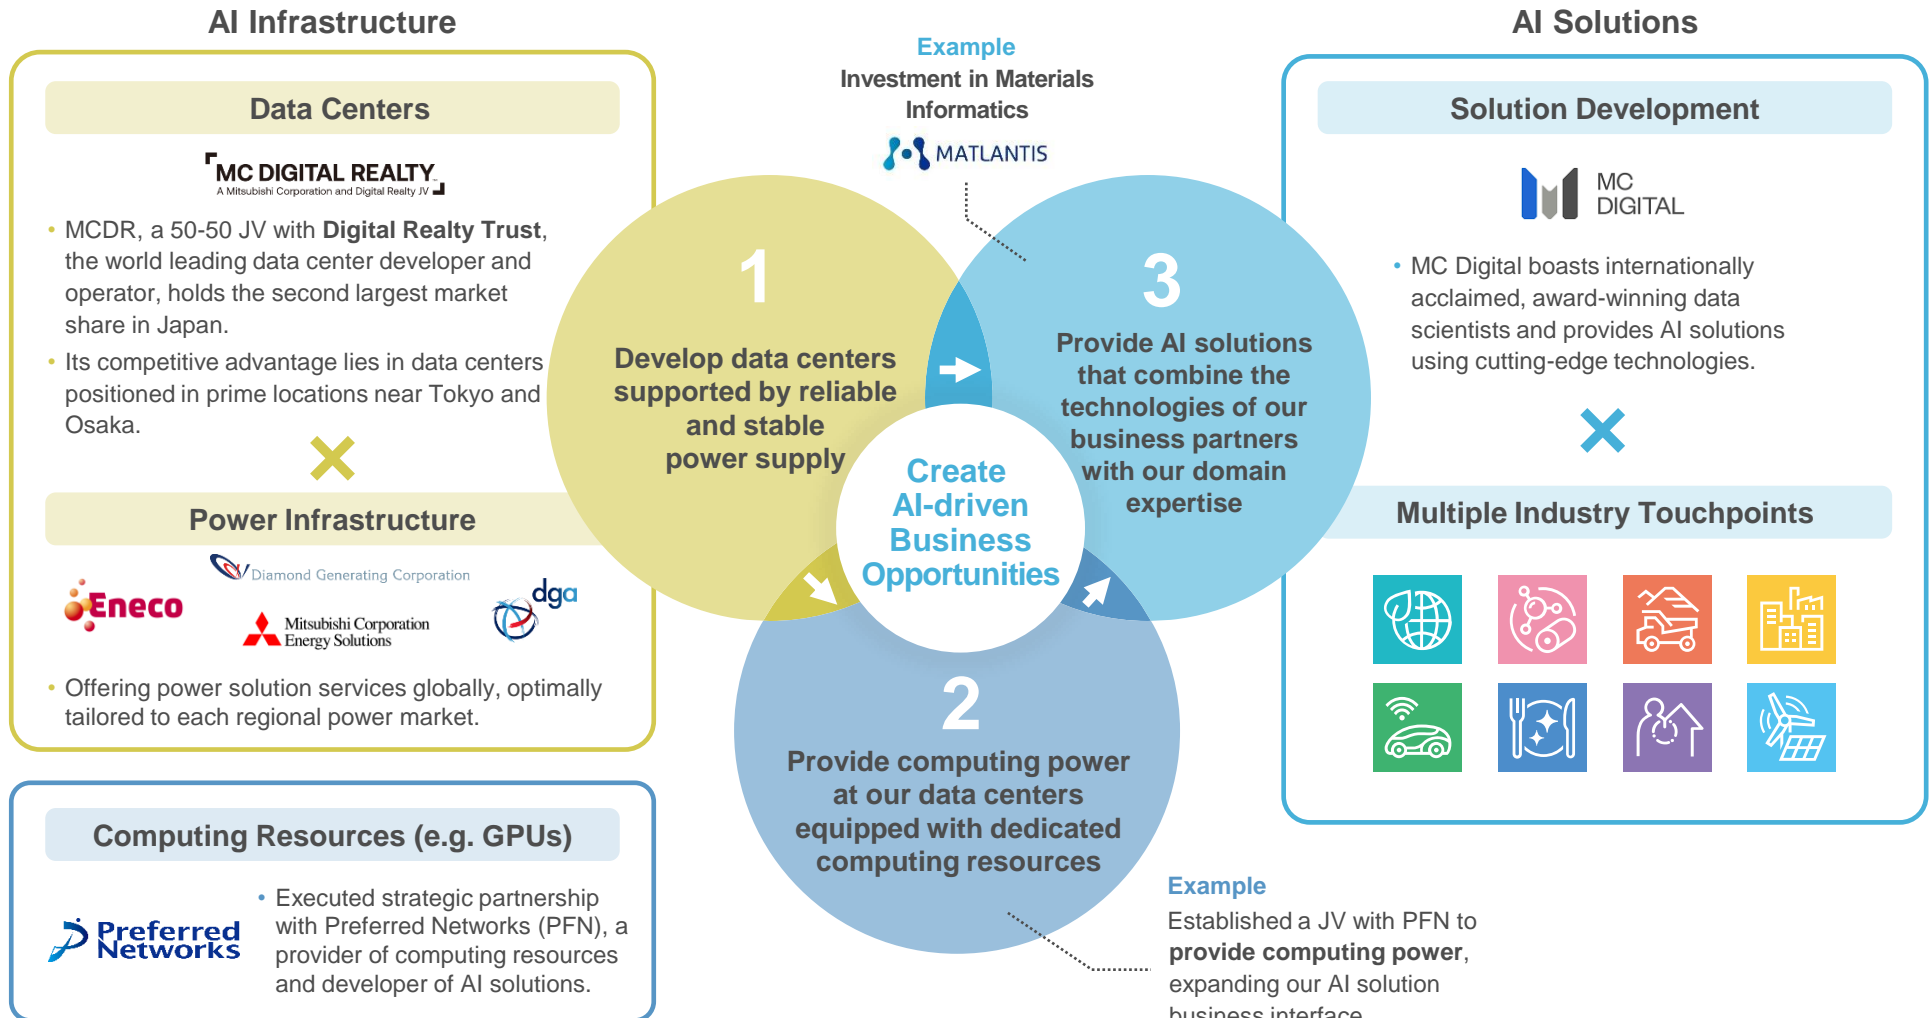 AI Infrastructure
Data Centers
MC DIGITAL REALTY
A Mitsubishi Corporation and Digital Realty JV
• MCDR, a 50-50 JV with Digital Realty Trust,
the world leading data center developer and
operator, holds the second largest market
share in Japan.
• Its competitive advantage lies in data centers
positioned in prime locations near Tokyo and
Osaka.
Power Infrastructure
Eneco
Diamond Generating Corporation
Mitsubishi Corporation
Energy Solutions
dga
• Offering power solution services globally, optimally
tailored to each regional power market.
Computing Resources (e.g. GPUs)
Preferred
Networks
• Executed strategic partnership
with Preferred Networks (PFN), a
provider of computing resources
and developer of AI solutions.
Example
Investment in Materials
Informatics
MATLANTIS
1
Develop data centers
supported by reliable
and stable
power supply
3
Provide AI solutions
that combine the
technologies of our
business partners
with our domain
expertise
Create
AI-driven
Business
Opportunities
2
Provide computing power
at our data centers
equipped with dedicated
computing resources
Example
Established a JV with PFN to
provide computing power,
expanding our AI solution
business interface
AI Solutions
Solution Development
MC
DIGITAL
• MC Digital boasts internationally
acclaimed, award-winning data
scientists and provides AI solutions
using cutting-edge technologies.
Multiple Industry Touchpoints